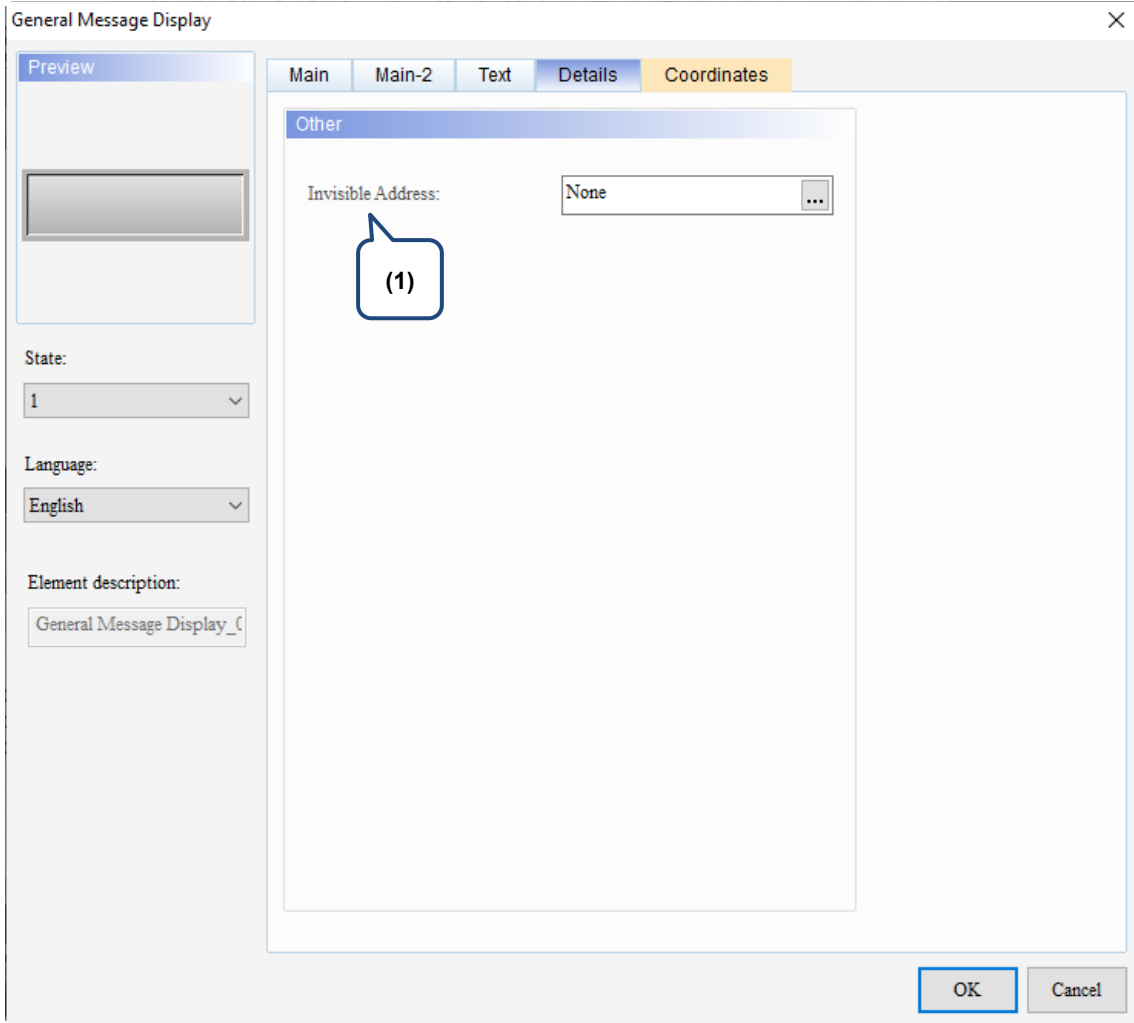 General Message Display
Preview
Main Main-2 Text Details Coordinates
Other
Invisible Address: None ...
(1)
State:
1
Language:
English
Element description:
General Message Display_(
OK Cancel